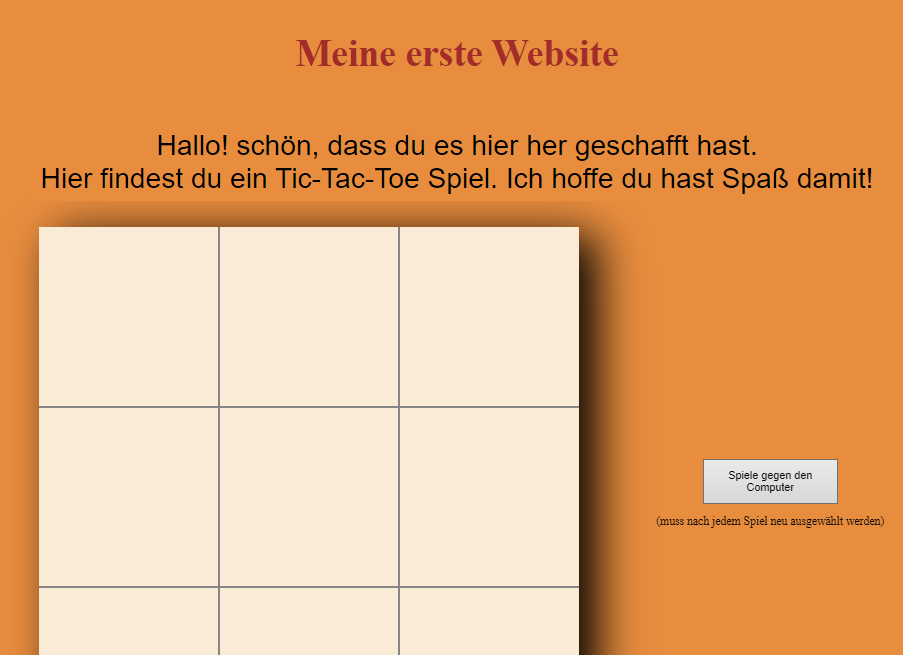 Meine erste Website
Hallo! schön, dass du es hier her geschafft hast.
Hier findest du ein Tic-Tac-Toe Spiel. Ich hoffe du hast Spaß damit!
Spiele gegen den
Computer
(muss nach jedem Spiel neu ausgewählt werden)